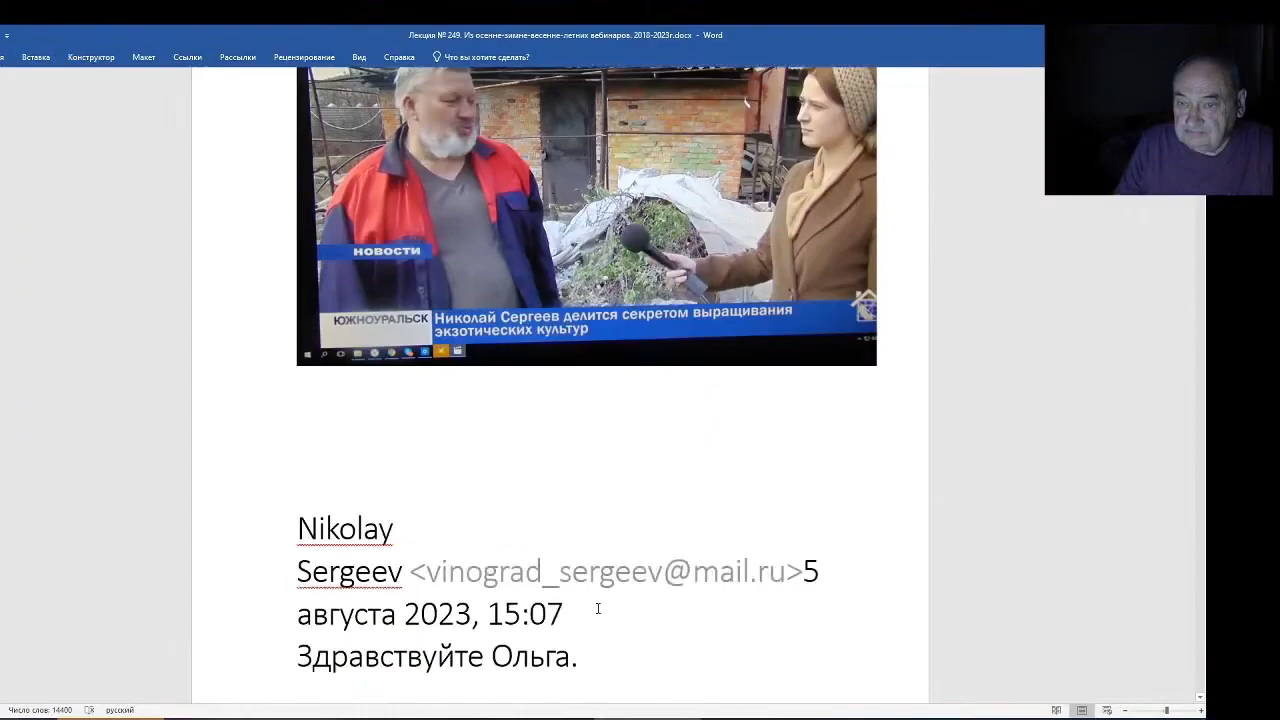 Лекция № 249. Из осенне-зимне-весенне-летних вебинаров. 2018-2023г.docx - Word
Вставка Конструктор Макет Ссылки Рассылки Рецензирование Вид Справка Что вы хотите сделать?
НОВОСТИ
ЮЖНОУРАЛЬСК
Николай Сергеев делится секретом выращивания
экзотических культур
Nikolay
Sergeev <vinograd_sergeev@mail.ru>5
августа 2023, 15:07
Здравствуйте Ольга.
Число слов: 14400 русский